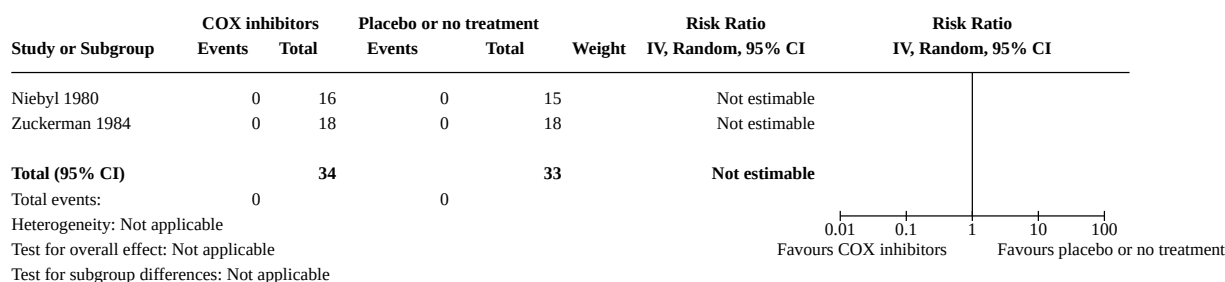 COX inhibitors Placebo or no treatment Risk Ratio Risk Ratio
Study or Subgroup Events Total Events Total Weight IV, Random, 95% CI IV, Random, 95% CI
Niebyl 1980 0 16 0 15 Not estimable
Zuckerman 1984 0 18 0 18 Not estimable
Total (95% CI) 34 33 Not estimable
Total events: 0 0
Heterogeneity: Not applicable
0.01 0.1 1 10 100
Test for overall effect: Not applicable Favours COX inhibitors Favours placebo or no treatment
Test for subgroup differences: Not applicable